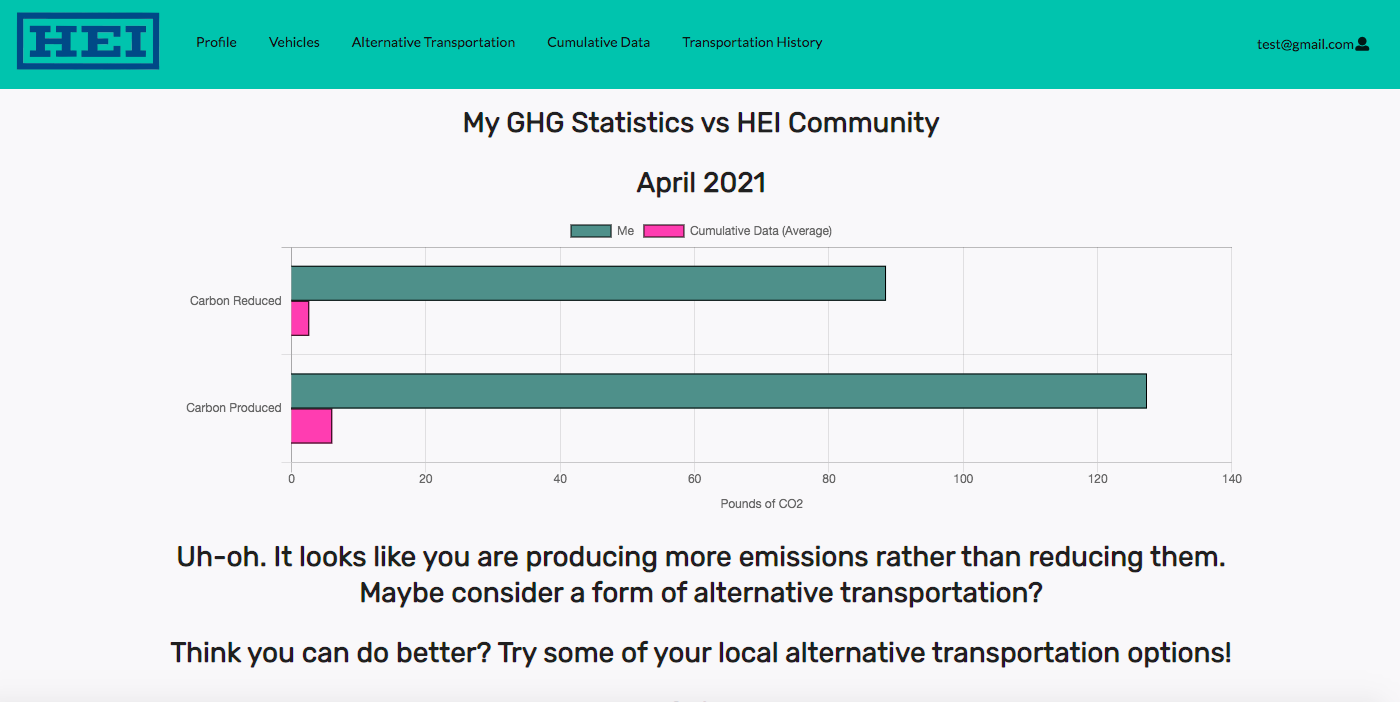 HEI
Profile
Vehicles
Alternative Transportation
Cumulative Data
Transportation History
test@gmail.com
My GHG Statistics vs HEI Community
April 2021
Me
Cumulative Data (Average)
Carbon Reduced
Carbon Produced
0
20
40
60
80
100
120
140
Pounds of CO2
Uh-oh. It looks like you are producing more emissions rather than reducing them.
Maybe consider a form of alternative transportation?
Think you can do better? Try some of your local alternative transportation options!